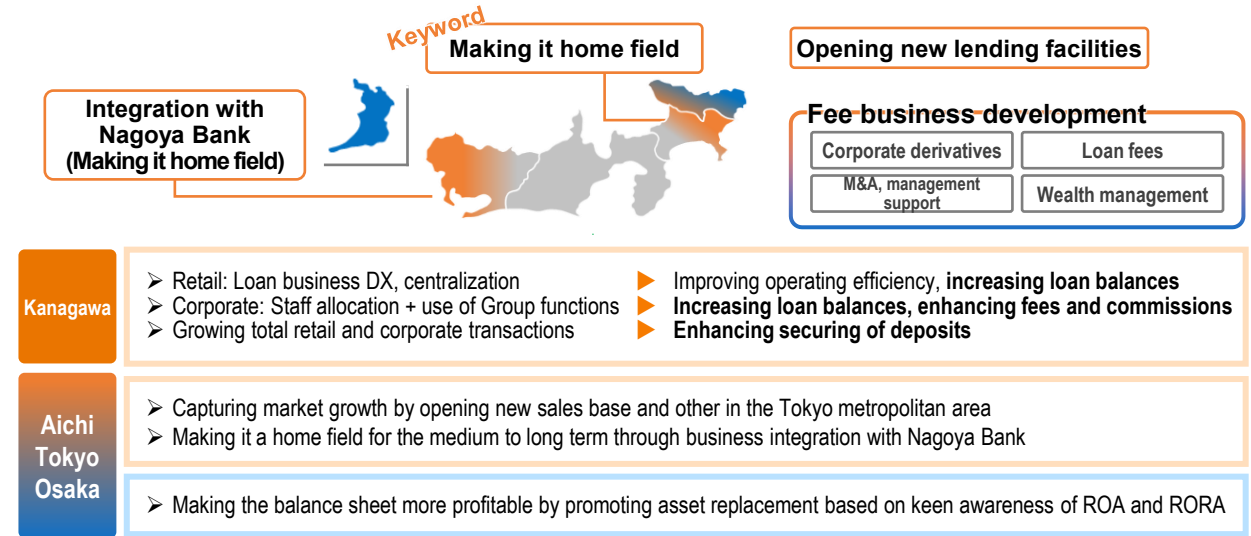 Keyword
Making it home field
Opening new lending facilities
Integration with
Nagoya Bank
(Making it home field)
Fee business development
Corporate derivatives
Loan fees
M&A, management
support
Wealth management
Kanagawa
➢ Retail: Loan business DX, centralization ▶ Improving operating efficiency, increasing loan balances
➢ Corporate: Staff allocation + use of Group functions ▶ Increasing loan balances, enhancing fees and commissions
➢ Growing total retail and corporate transactions ▶ Enhancing securing of deposits
Aichi
Tokyo
Osaka
➢ Capturing market growth by opening new sales base and other in the Tokyo metropolitan area
➢ Making it a home field for the medium to long term through business integration with Nagoya Bank
➢ Making the balance sheet more profitable by promoting asset replacement based on keen awareness of ROA and RORA